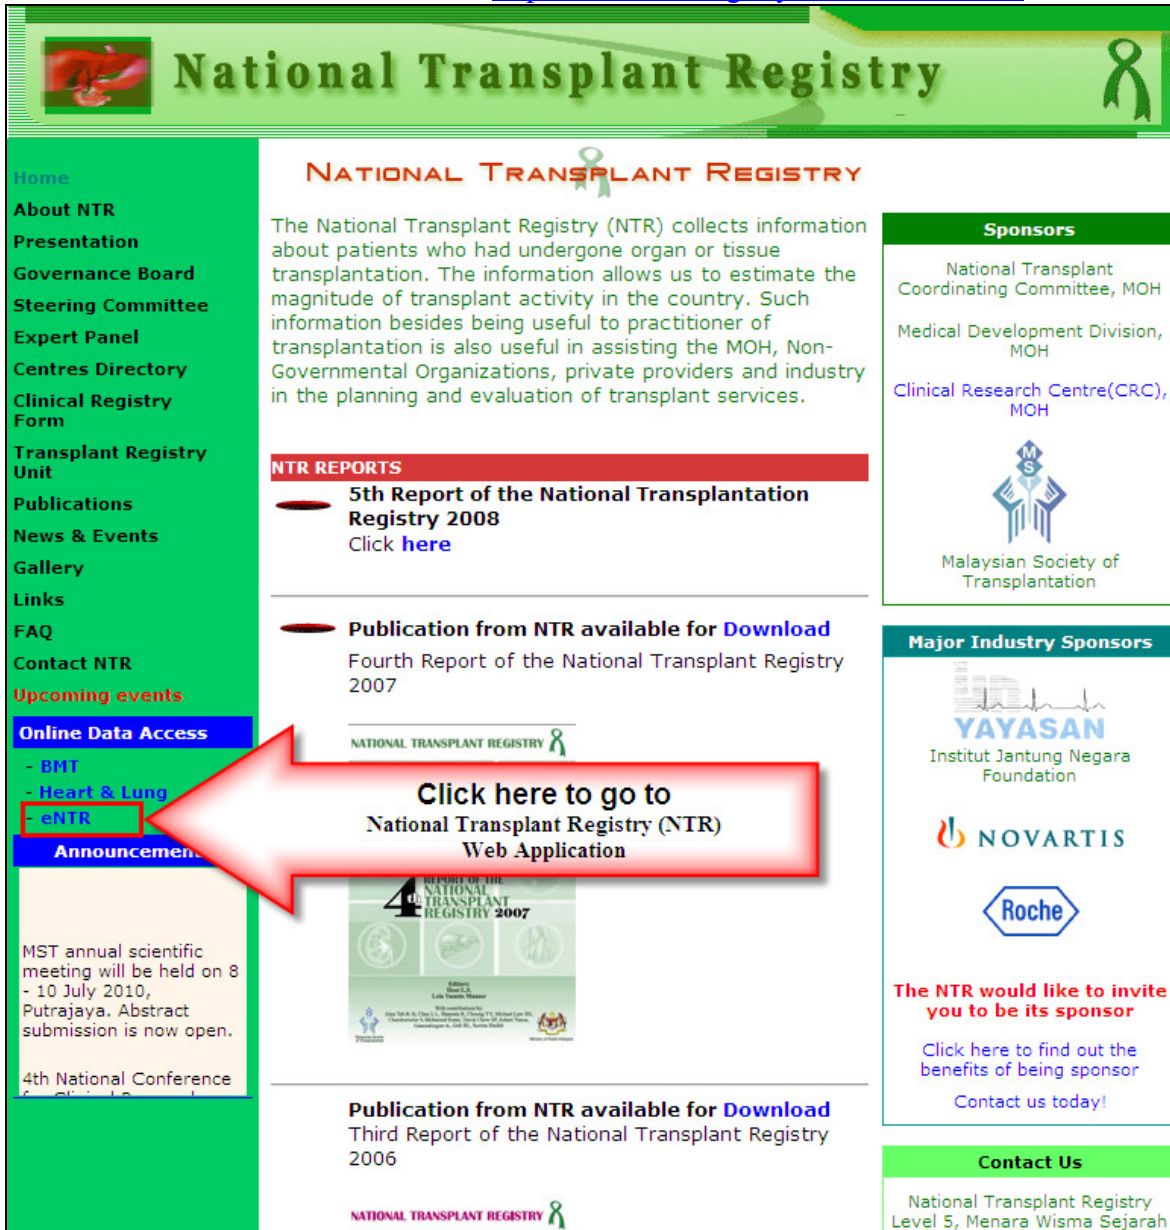 National Transplant Registry
Home
About NTR
Presentation
Governance Board
Steering Committee
Expert Panel
Centres Directory
Clinical Registry
Form
Transplant Registry
Unit
Publications
News & Events
Gallery
Links
FAQ
Contact NTR
Upcoming events
Online Data Access
- BMT
- Heart & Lung
- eNTR
Announcemen
MST annual scientific
meeting will be held on 8
- 10 July 2010,
Putrajaya. Abstract
submission is now open.
4th National Conference
NATIONAL TRANSPLANT REGISTRY
The National Transplant Registry (NTR) collects information
about patients who had undergone organ or tissue
transplantation. The information allows us to estimate the
magnitude of transplant activity in the country. Such
information besides being useful to practitioner of
transplantation is also useful in assisting the MOH, Non-
Governmental Organizations, private providers and industry
in the planning and evaluation of transplant services.
NTR REPORTS
5th Report of the National Transplantation
Registry 2008
Click here
Publication from NTR available for Download
Fourth Report of the National Transplant Registry
2007
NATIONAL TRANSPLANT REGISTRY
Click here to go to
National Transplant Registry (NTR)
Web Application
4th REPORT OF THE
NATIONAL
TRANSPLANT
REGISTRY 2007
Editors:
Publication from NTR available for Download
Third Report of the National Transplant Registry
2006
NATIONAL TRANSPLANT REGISTRY
Sponsors
National Transplant
Coordinating Committee, MOH
Medical Development Division,
MOH
Clinical Research Centre(CRC),
MOH
M
S T
Malaysian Society of
Transplantation
Major Industry Sponsors
YAYASAN
Institut Jantung Negara
Foundation
NOVARTIS
Roche
The NTR would like to invite
you to be its sponsor
Click here to find out the
benefits of being sponsor
Contact us today!
Contact Us
National Transplant Registry
Level 5, Menara Wisma Sejarah